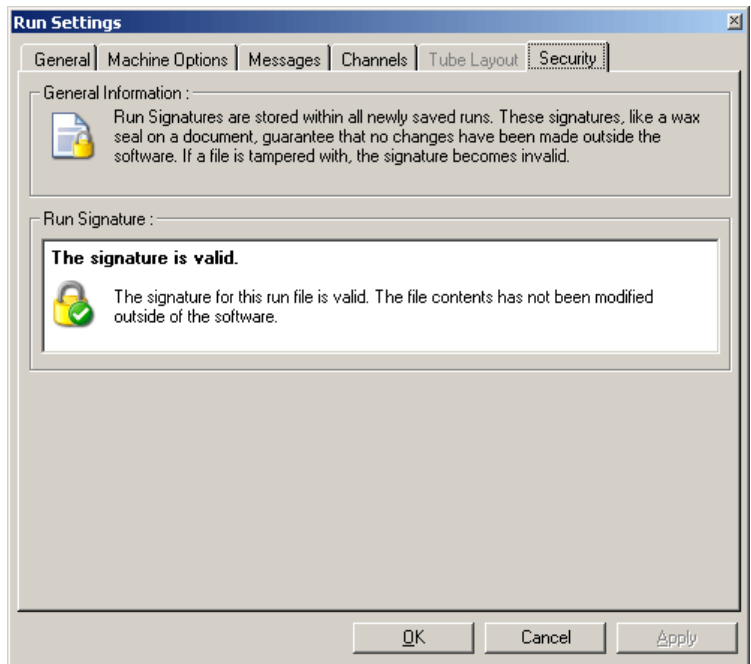 Run Settings
General Machine Options Messages Channels Tube Layout Security
General Information :
Run Signatures are stored within all newly saved runs. These signatures, like a wax
seal on a document, guarantee that no changes have been made outside the
software. If a file is tampered with, the signature becomes invalid.
Run Signature :
The signature is valid.
The signature for this run file is valid. The file contents has not been modified
outside of the software.
OK Cancel Apply